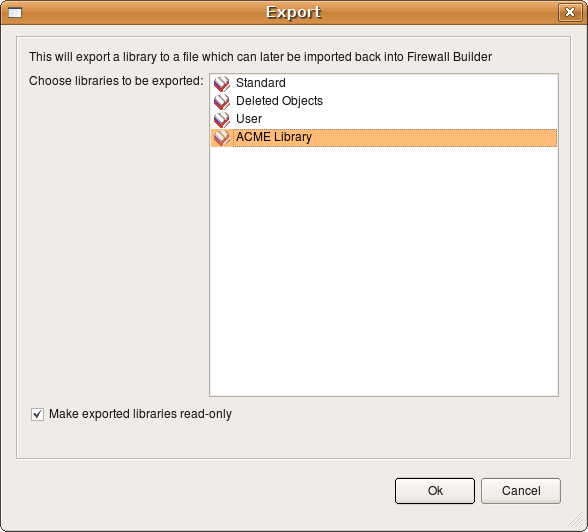 Export
This will export a library to a file which can later be imported back into Firewall Builder
Choose libraries to be exported:
Standard
Deleted Objects
User
ACME Library
Make exported libraries read-only
Ok
Cancel